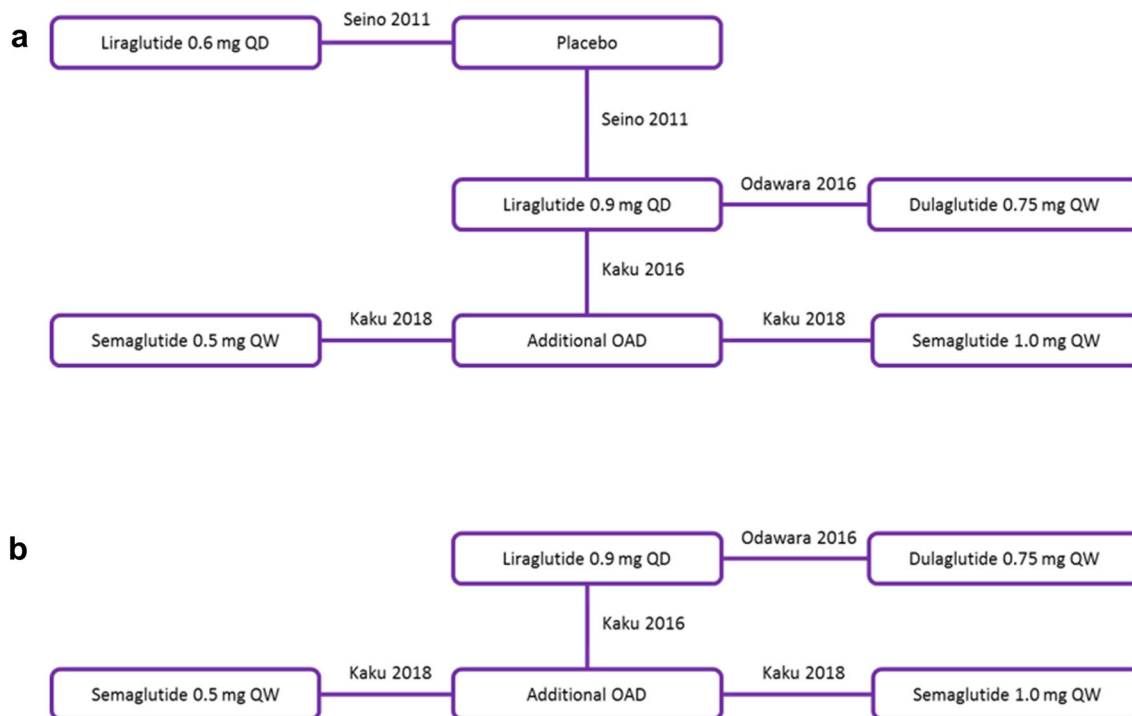 a
Seino 2011
Liraglutide 0.6 mg QD
Placebo
Seino 2011
Odawara 2016
Liraglutide 0.9 mg QD
Dulaglutide 0.75 mg QW
Kaku 2016
Kaku 2018
Kaku 2018
Semaglutide 0.5 mg QW
Additional OAD
Semaglutide 1.0 mg QW
b
Odawara 2016
Liraglutide 0.9 mg QD
Dulaglutide 0.75 mg QW
Kaku 2016
Kaku 2018
Kaku 2018
Semaglutide 0.5 mg QW
Additional OAD
Semaglutide 1.0 mg QW